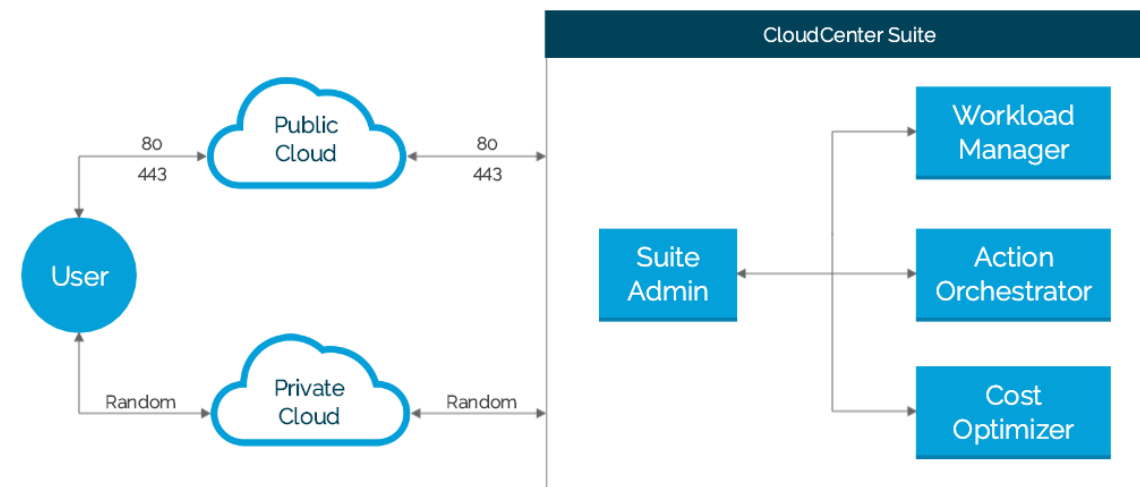 CloudCenter Suite
Public
Cloud
80
443
80
443
Workload
Manager
User
Suite
Admin
Action
Orchestrator
Random
Private
Cloud
Random
Cost
Optimizer